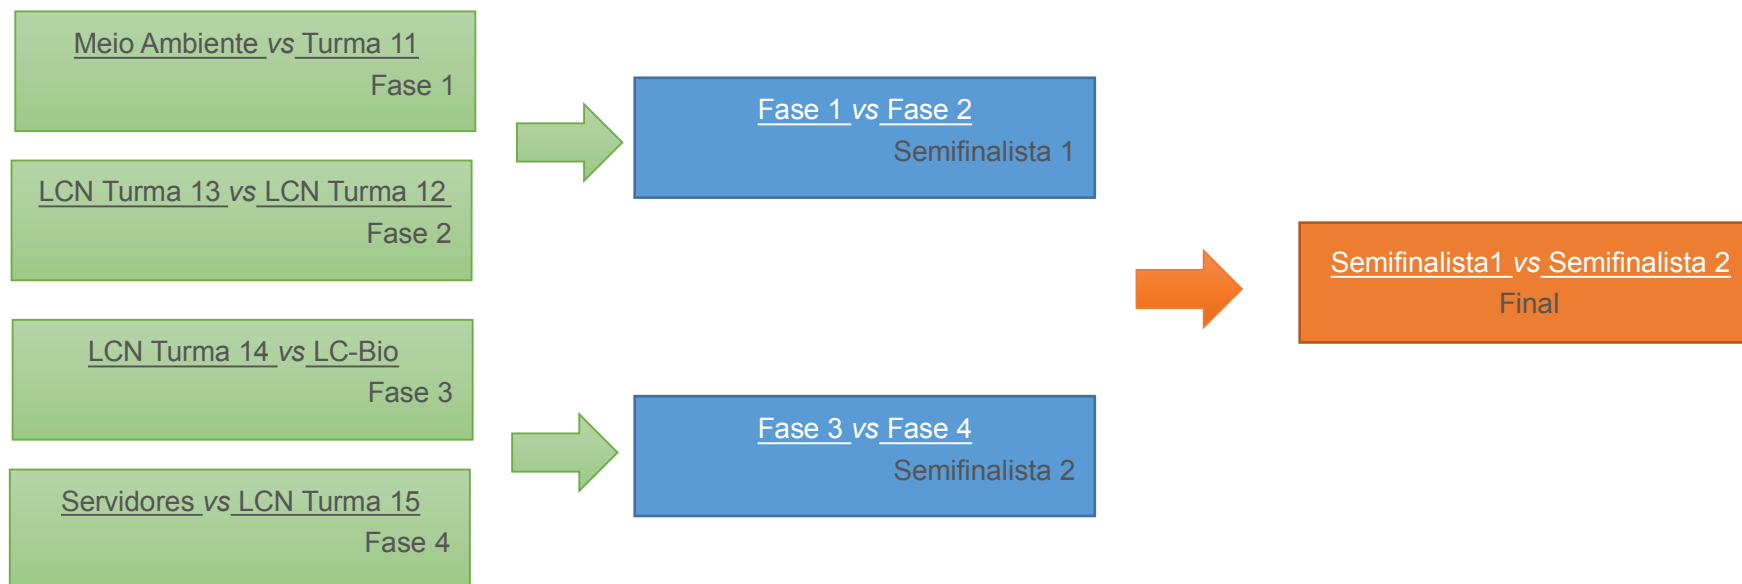 Meio Ambiente vs Turma 11
Fase 1
LCN Turma 13 vs LCN Turma 12
Fase 2
LCN Turma 14 vs LC-Bio
Fase 3
Servidores vs LCN Turma 15
Fase 4
Fase 1 vs Fase 2
Semifinalista 1
Fase 3 vs Fase 4
Semifinalista 2
Semifinalista1 vs Semifinalista 2
Final